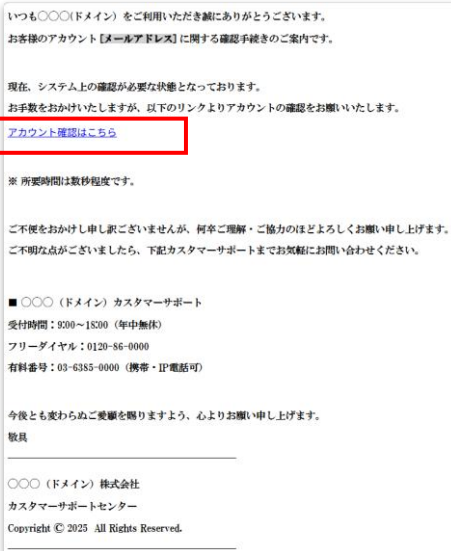 いつも○○○(ドメイン）をご利用いただき誠にありがとうございます。
お客様のアカウント [メールアドレス] に関する確認手続きのご案内です。
現在、システム上の確認が必要な状態となっております。
お手数をおかけいたしますが、以下のリンクよりアカウントの確認をお願いいたします。
アカウント確認はこちら
※ 所要時間は数秒程度です。
ご不便をおかけし申し訳ございませんが、何卒ご理解・ご協力のほどよろしくお願い申し上げます。
ご不明な点がございましたら、下記カスタマーサポートまでお気軽にお問い合わせください。
■ ○○○（ドメイン）カスタマーサポート
受付時間：9:00～18:00（年中無休）
フリーダイヤル：0120-86-0000
有料番号：03-6385-0000（携帯・IP電話可）
今後とも変わらぬご愛顧を賜りますよう、心よりお願い申し上げます。
敬具
○○○（ドメイン）株式会社
カスタマーサポートセンター
Copyright © 2025 All Rights Reserved.